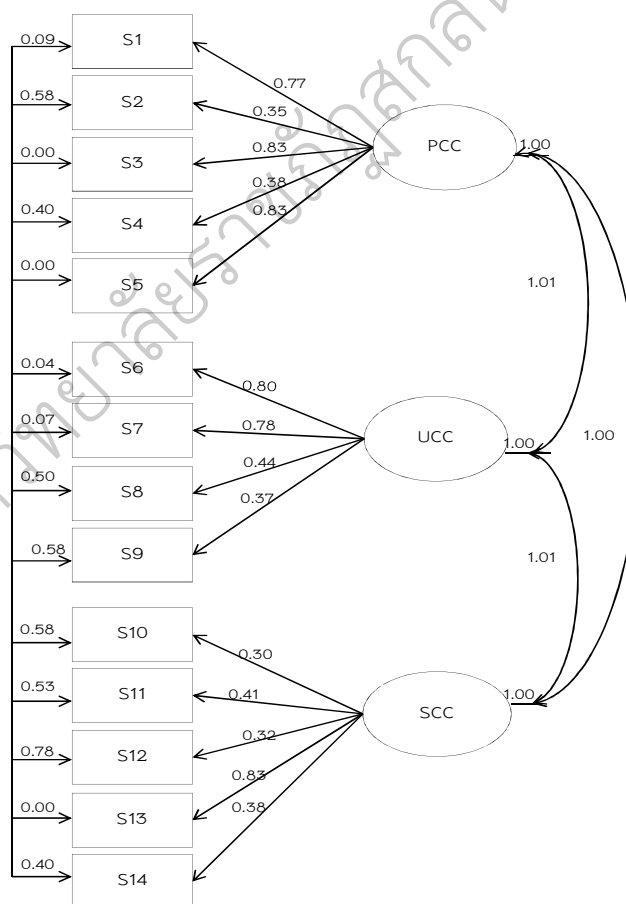 0.09 S1
0.77
0.58 S2
0.35
PCC 1.00
0.00 S3
0.83
0.38
0.40 S4
0.83
0.00 S5
1.01
0.04 S6
0.80
0.07 S7
0.78
UCC 1.00
1.00
0.44
0.50 S8
0.37
0.58 S9
1.01
0.58 S10
0.30
0.53 S11
0.41
SCC 1.00
0.32
0.78 S12
0.83
0.00 S13
0.38
0.40 S14